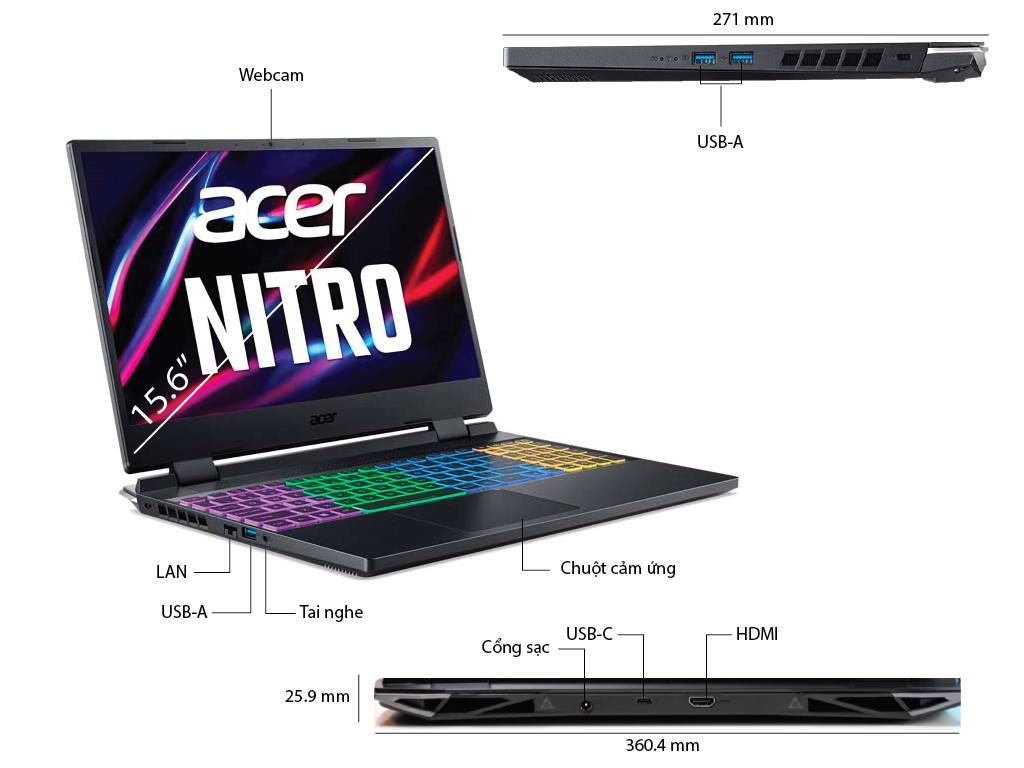 271 mm
Webcam
USB-A
acer
NITRO
15.6”
acer
LAN
Chuột cảm ứng
USB-A
Tai nghe
Cổng sạc
USB-C
HDMI
25.9 mm
360.4 mm